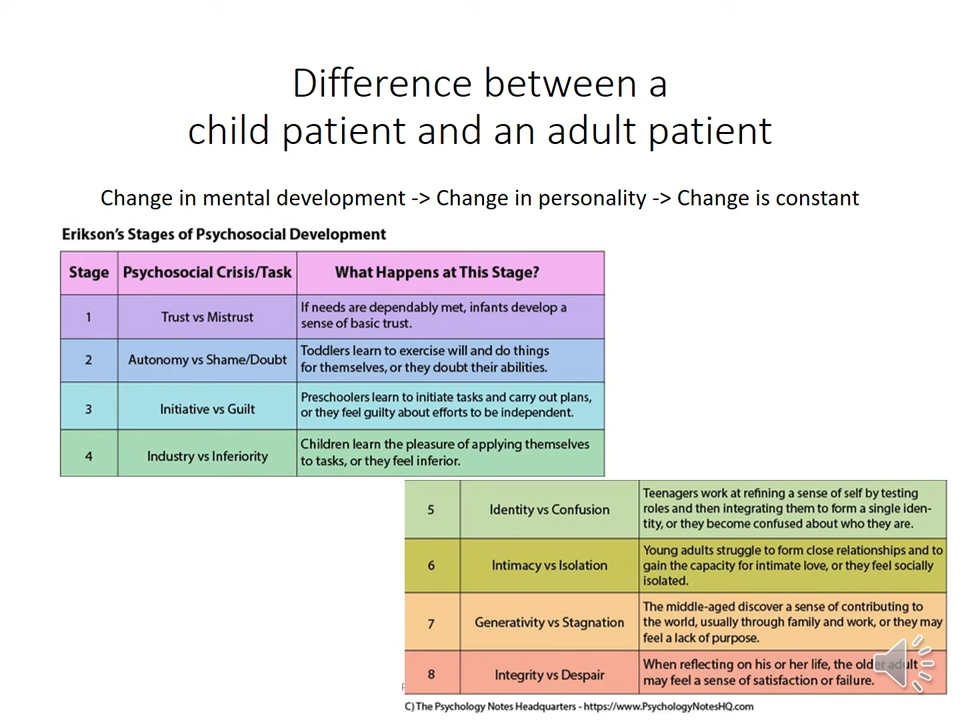 Difference between a
child patient and an adult patient
Change in mental development -> Change in personality -> Change is constant
Erikson's Stages of Psychosocial Development
Stage Psychosocial Crisis/Task What Happens at This Stage?
1 Trust vs Mistrust If needs are dependably met, infants develop a
sense of basic trust.
2 Autonomy vs Shame/Doubt Toddlers learn to exercise will and do things
for themselves, or they doubt their abilities.
3 Initiative vs Guilt Preschoolers learn to initiate tasks and carry out plans,
or they feel guilty about efforts to be independent.
4 Industry vs Inferiority Children learn the pleasure of applying themselves
to tasks, or they feel inferior.
5 Identity vs Confusion Teenagers work at refining a sense of self by testing
roles and then integrating them to form a single iden-
tity, or they become confused about who they are.
6 Intimacy vs Isolation Young adults struggle to form close relationships and to
gain the capacity for intimate love, or they feel socially
isolated.
7 Generativity vs Stagnation The middle-aged discover a sense of contributing to
the world, usually through family and work, or they may
feel a lack of purpose.
8 Integrity vs Despair When reflecting on his or her life, the older adult
may feel a sense of satisfaction or failure.
C) The Psychology Notes Headquarters - https://www.PsychologyNotesHQ.com